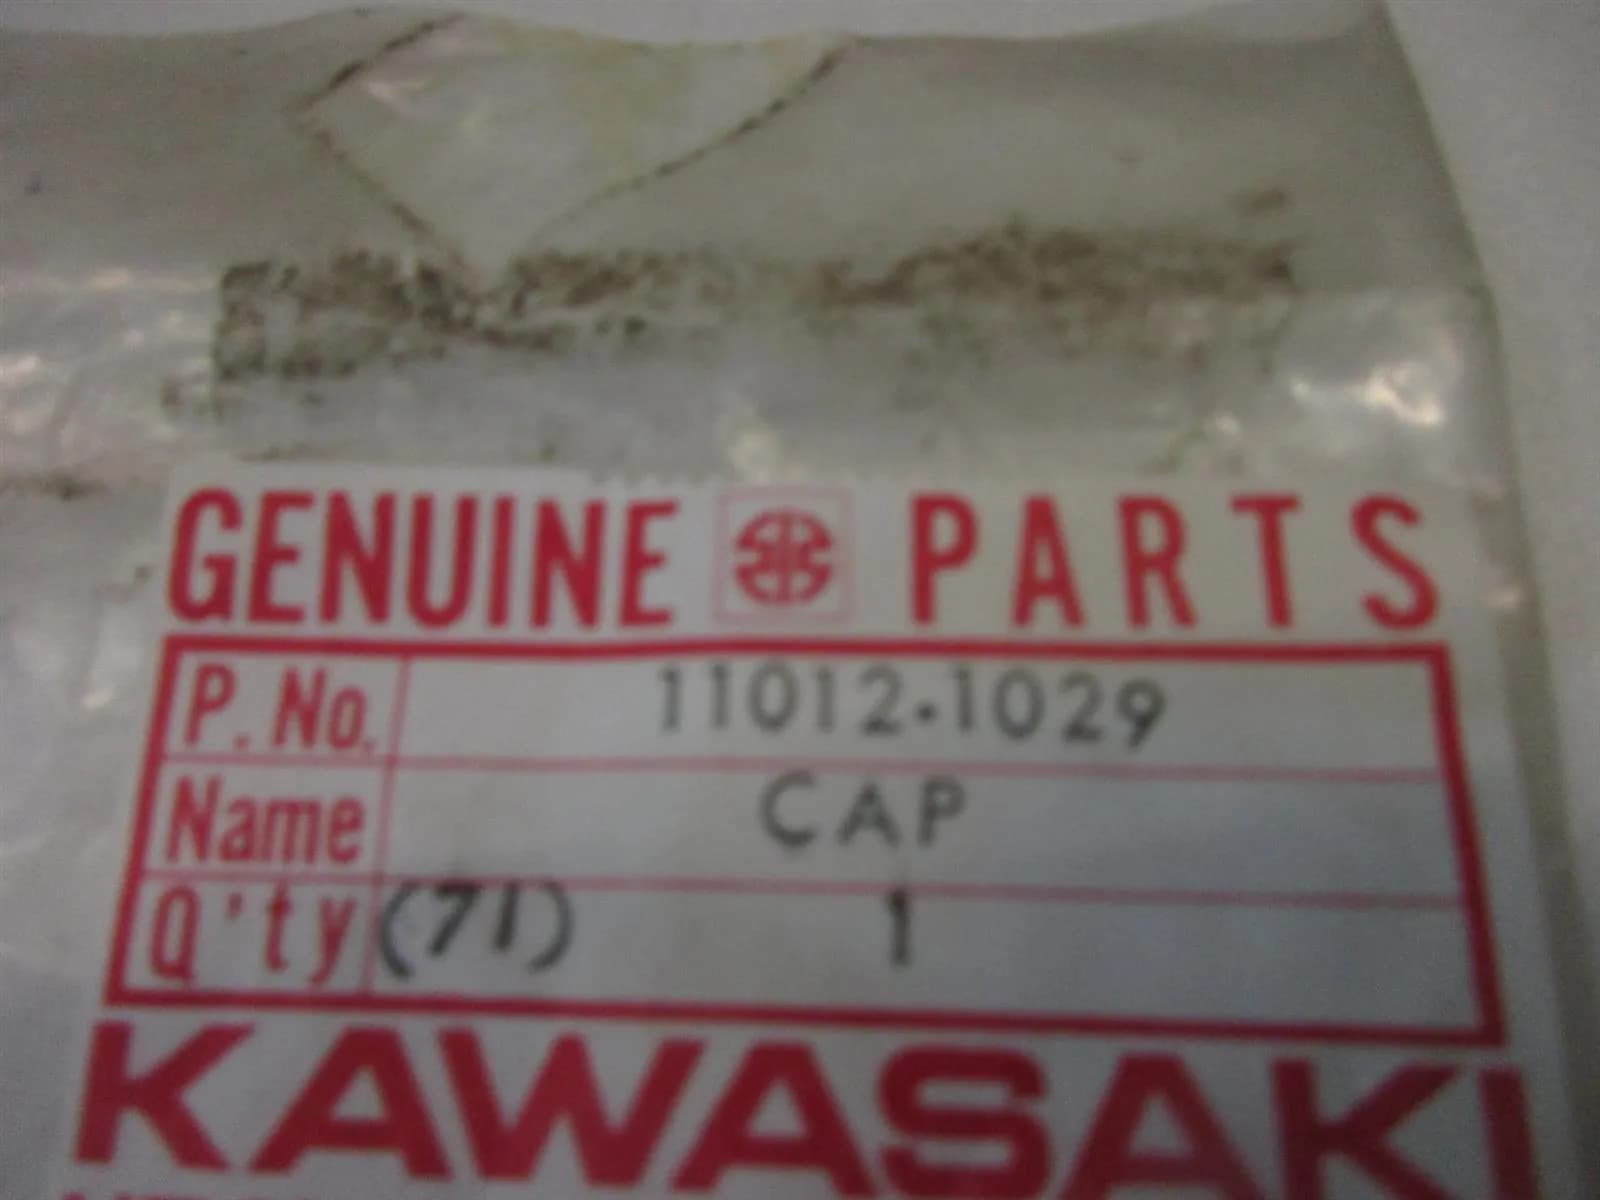 GENUINE PARTS
P. No. 11012-1029
Name CAP
Q'ty (71) 1
KAWASAKI